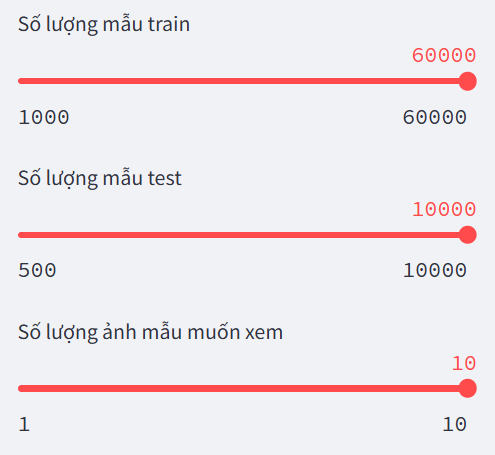 Số lượng mẫu train
60000
1000 60000
Số lượng mẫu test
10000
500 10000
Số lượng ảnh mẫu muốn xem
10
1 10